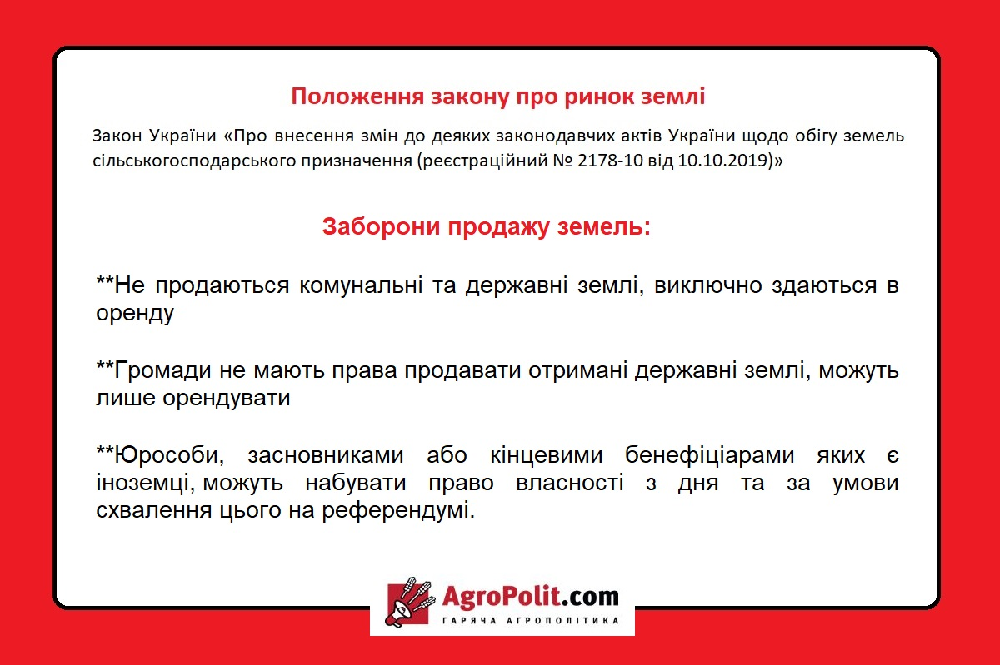 Положення закону про ринок землі
Закон України «Про внесення змін до деяких законодавчих актів України щодо обігу земель
сільськогосподарського призначення (реєстраційний № 2178-10 від 10.10.2019)»
Заборони продажу земель:
**Не продаються комунальні та державні землі, виключно здаються в
оренду
**Громади не мають права продавати отримані державні землі, можуть
лише орендувати
**Юрособи, засновниками або кінцевими бенефіціарами яких є
іноземці, можуть набувати право власності з дня та за умови
схвалення цього на референдумі.
AgroPolit.com
ГАРЯЧА АГРОПОЛІТИКА